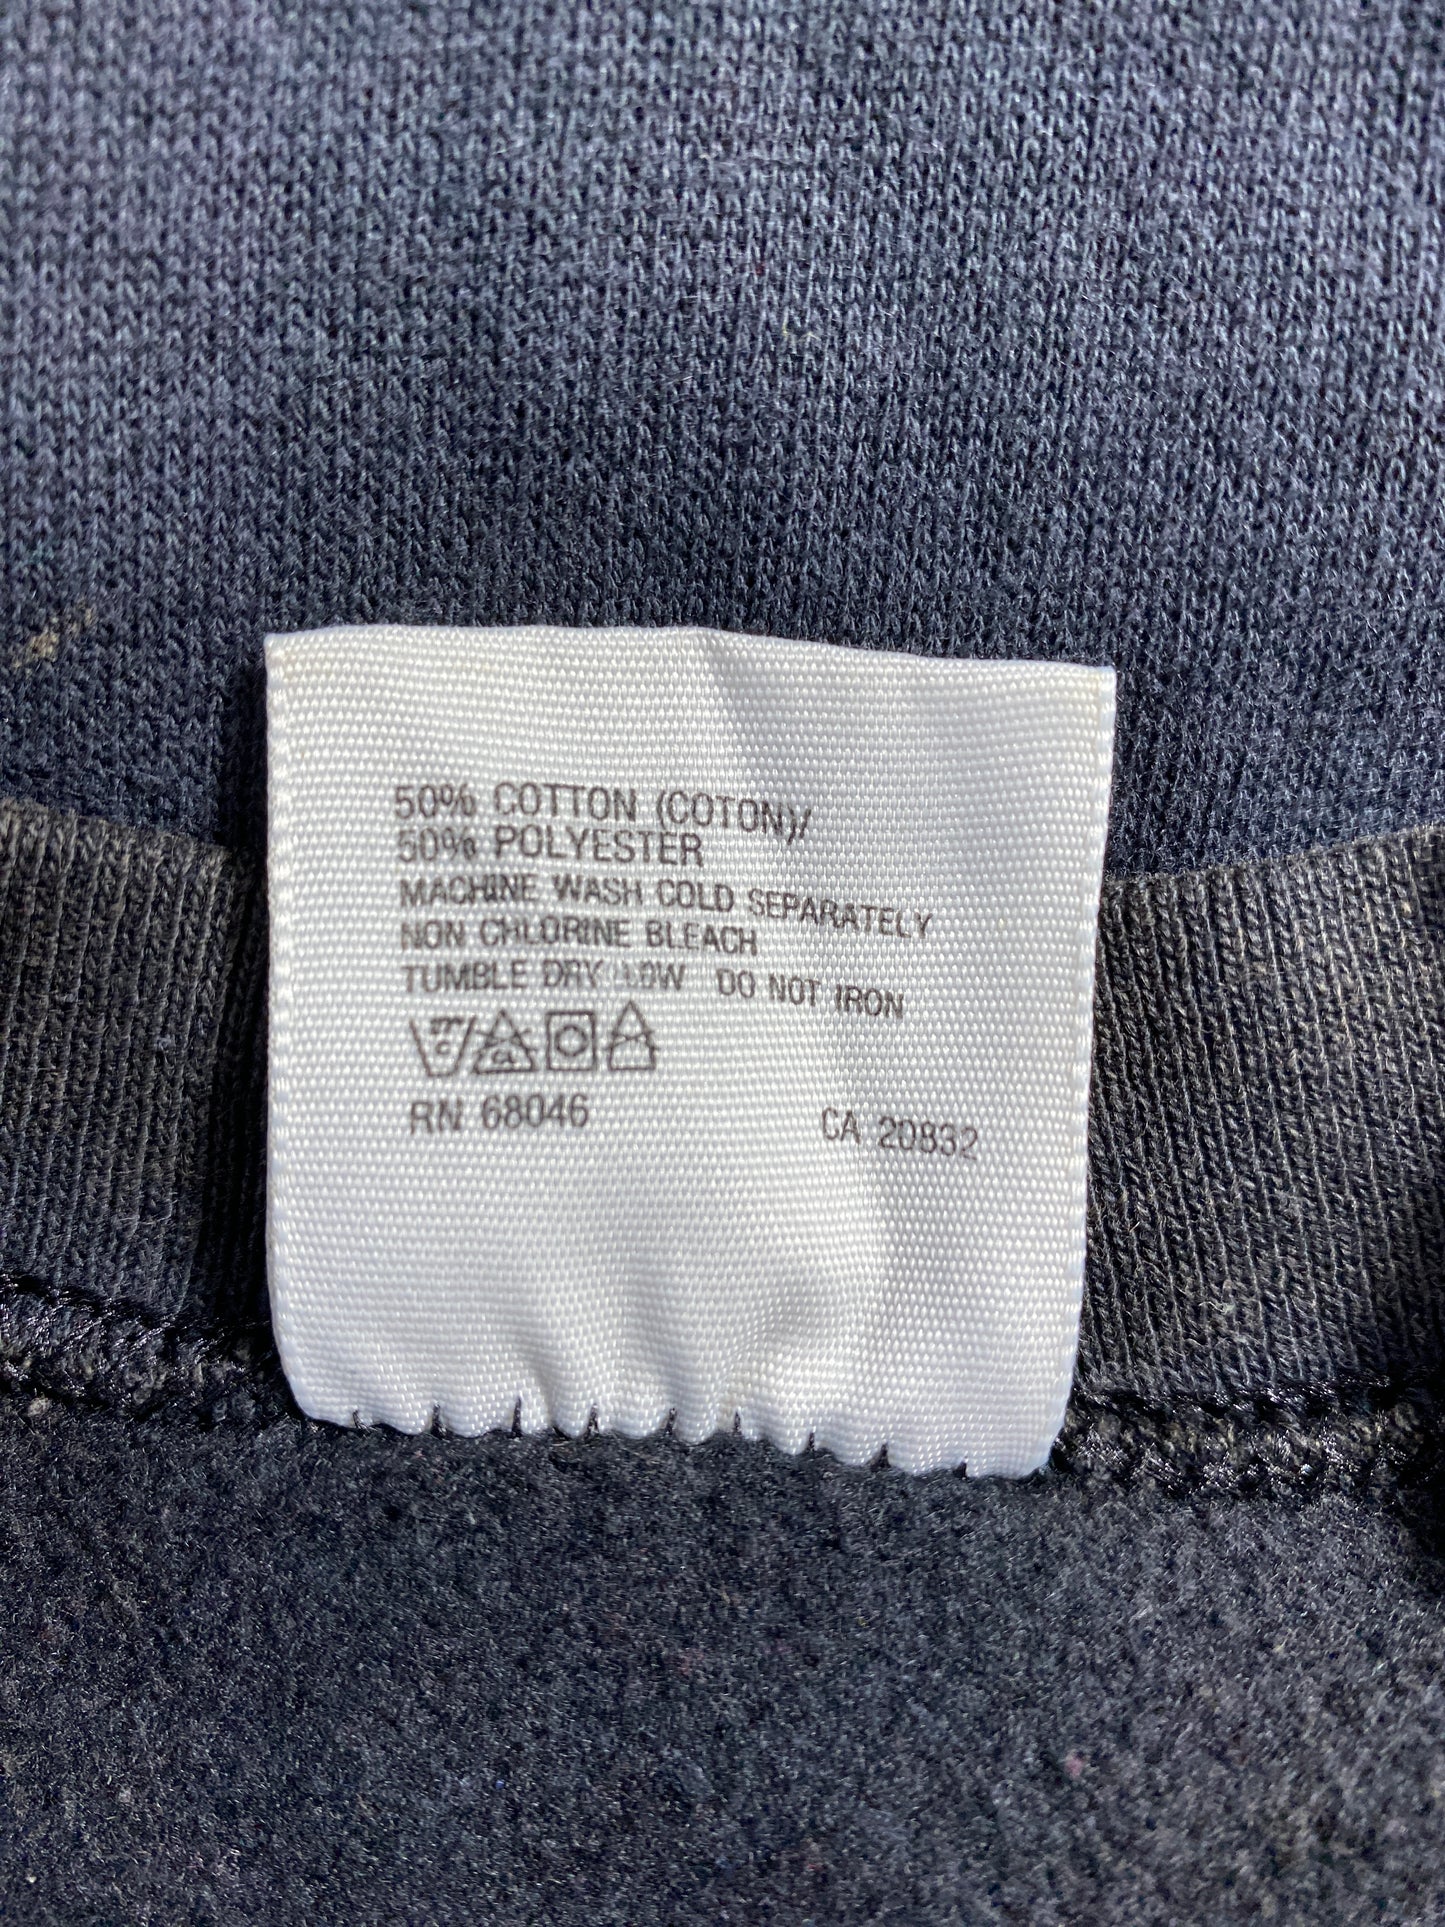 50% COTTON (COTON)/
50% POLYESTER
MACHINE WASH COLD SEPARATELY
NON CHLORINE BLEACH
TUMBLE DRY LOW DO NOT IRON
RN 68046 CA 20832